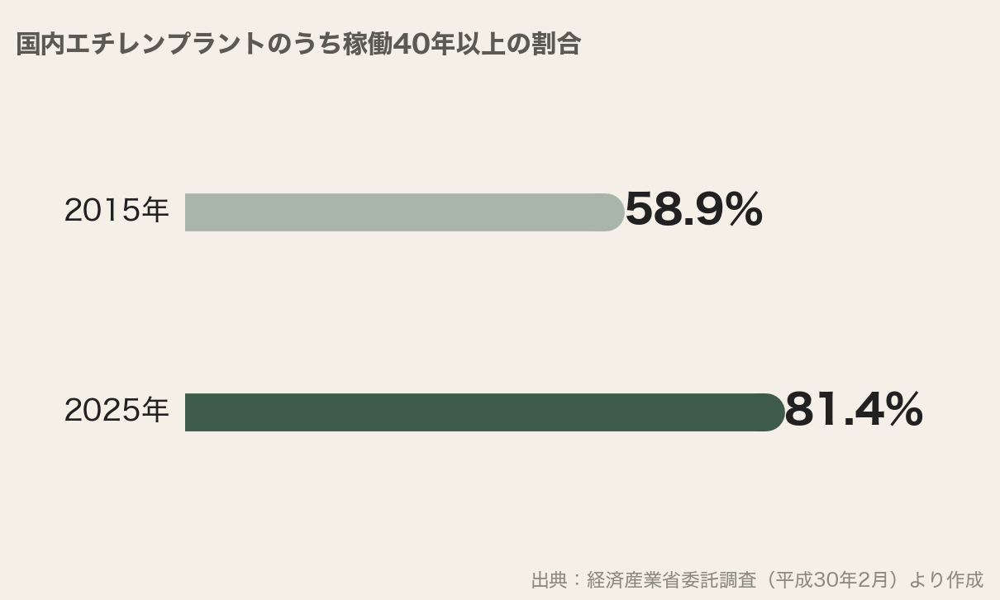 国内エチレンプラントのうち稼働40年以上の割合
2015年 58.9%
2025年 81.4%
出典：経済産業省委託調査（平成30年2月）より作成